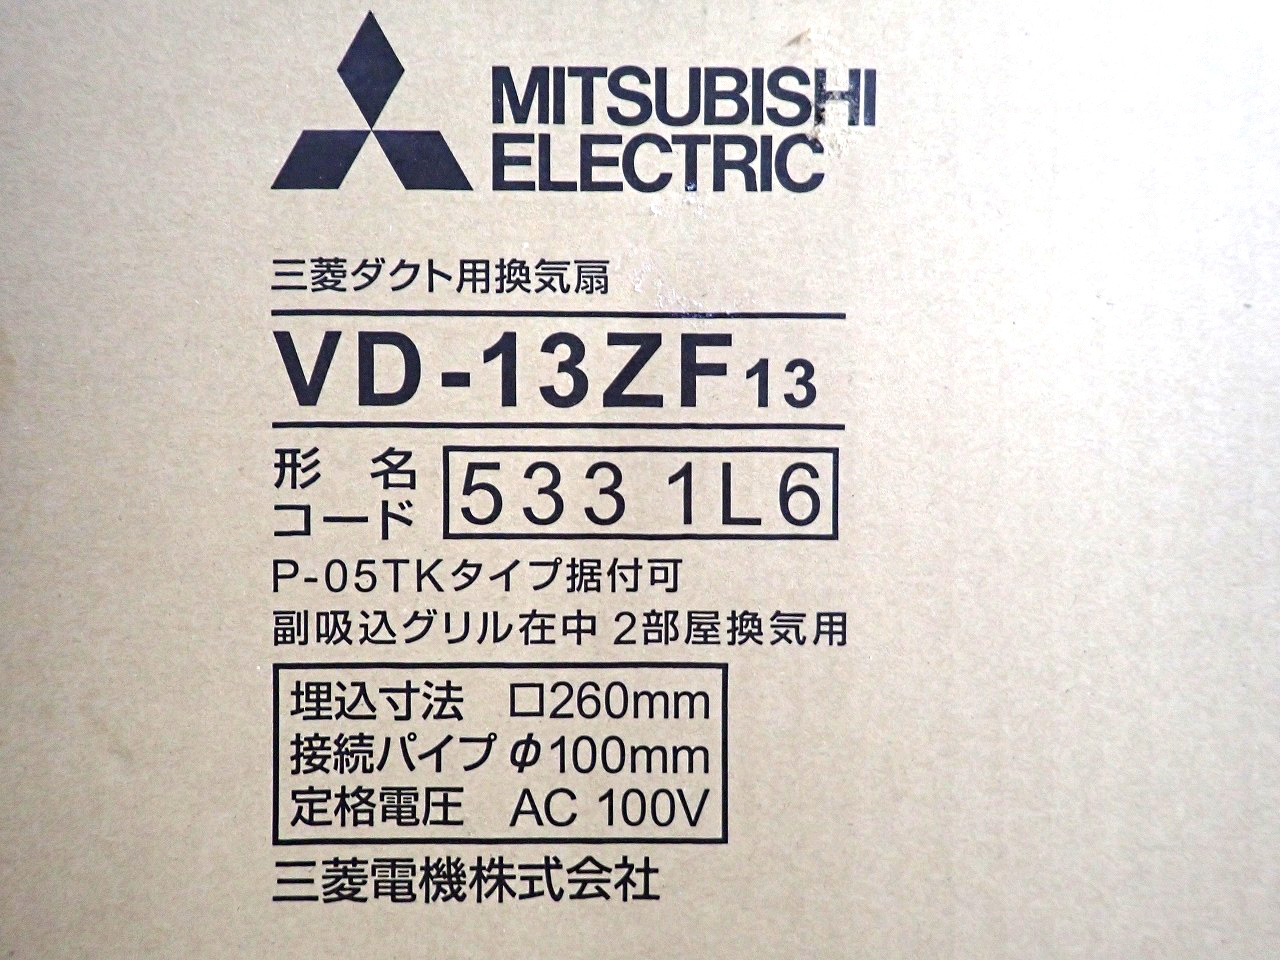 MITSUBISHI
ELECTRIC
三菱ダクト用換気扇
VD-13ZF13
形名
コード 5331L6
P-05TKタイプ据付可
副吸込グリル在中 2部屋換気用
埋込寸法 □260mm
接続パイプ φ100mm
定格電圧 AC 100V
三菱電機株式会社